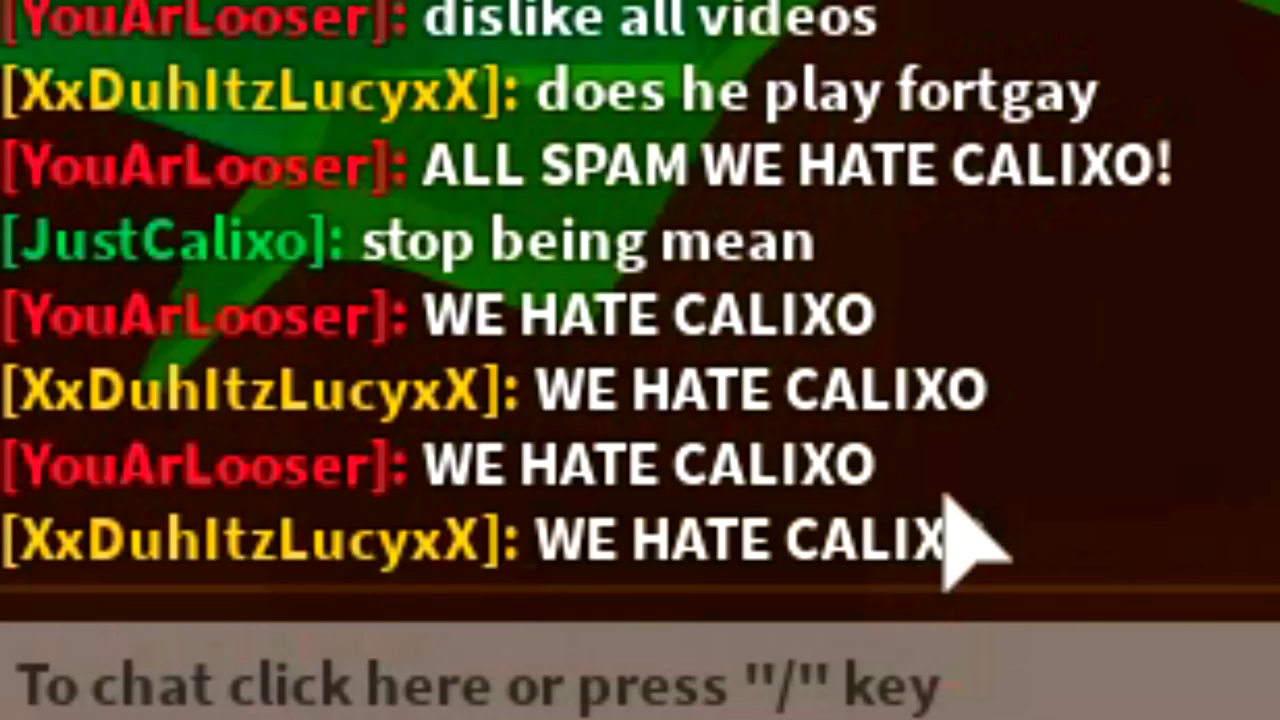 [YouArLooser]: dislike all videos
[XxDuhItzLucyxX]: does he play fortgay
[YouArLooser]: ALL SPAM WE HATE CALIXO!
[JustCalixo]: stop being mean
[YouArLooser]: WE HATE CALIXO
[XxDuhItzLucyxX]: WE HATE CALIXO
[YouArLooser]: WE HATE CALIXO
[XxDuhItzLucyxX]: WE HATE CALIX
To chat click here or press "/" key